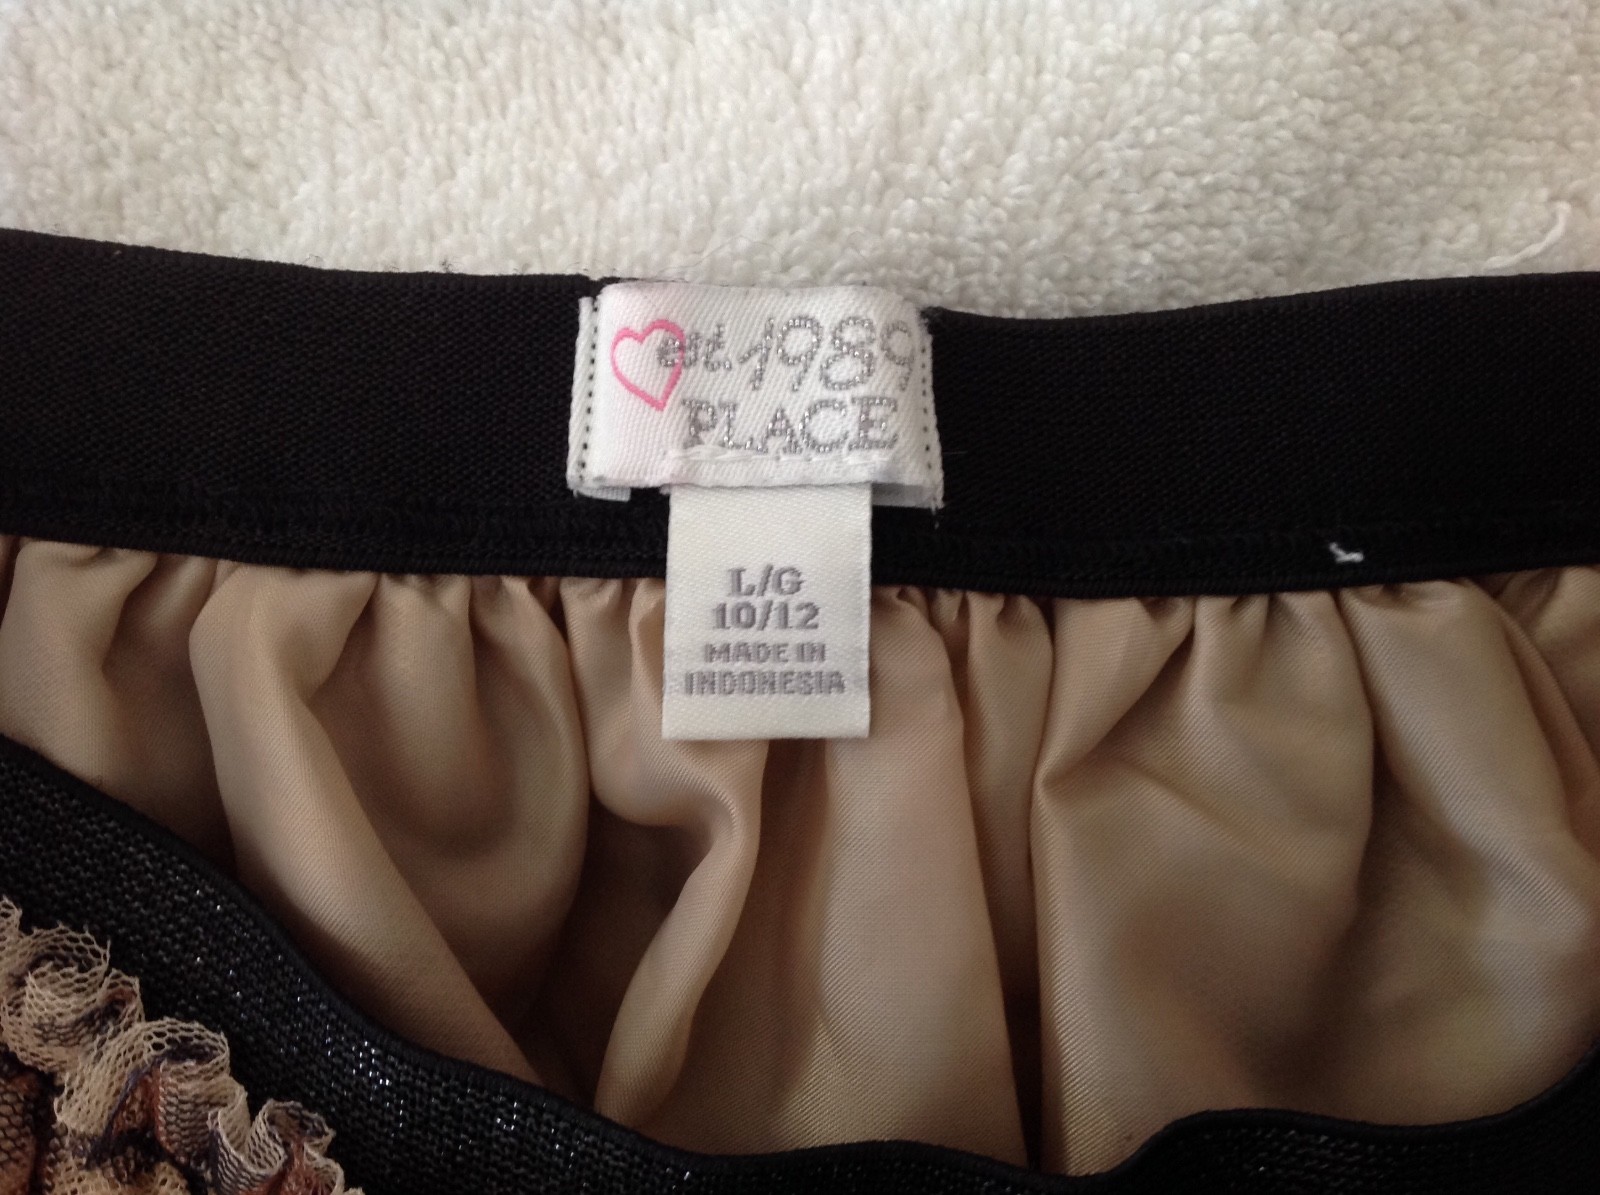 est. 1989
PLACE
L/G
10/12
MADE IN
INDONESIA